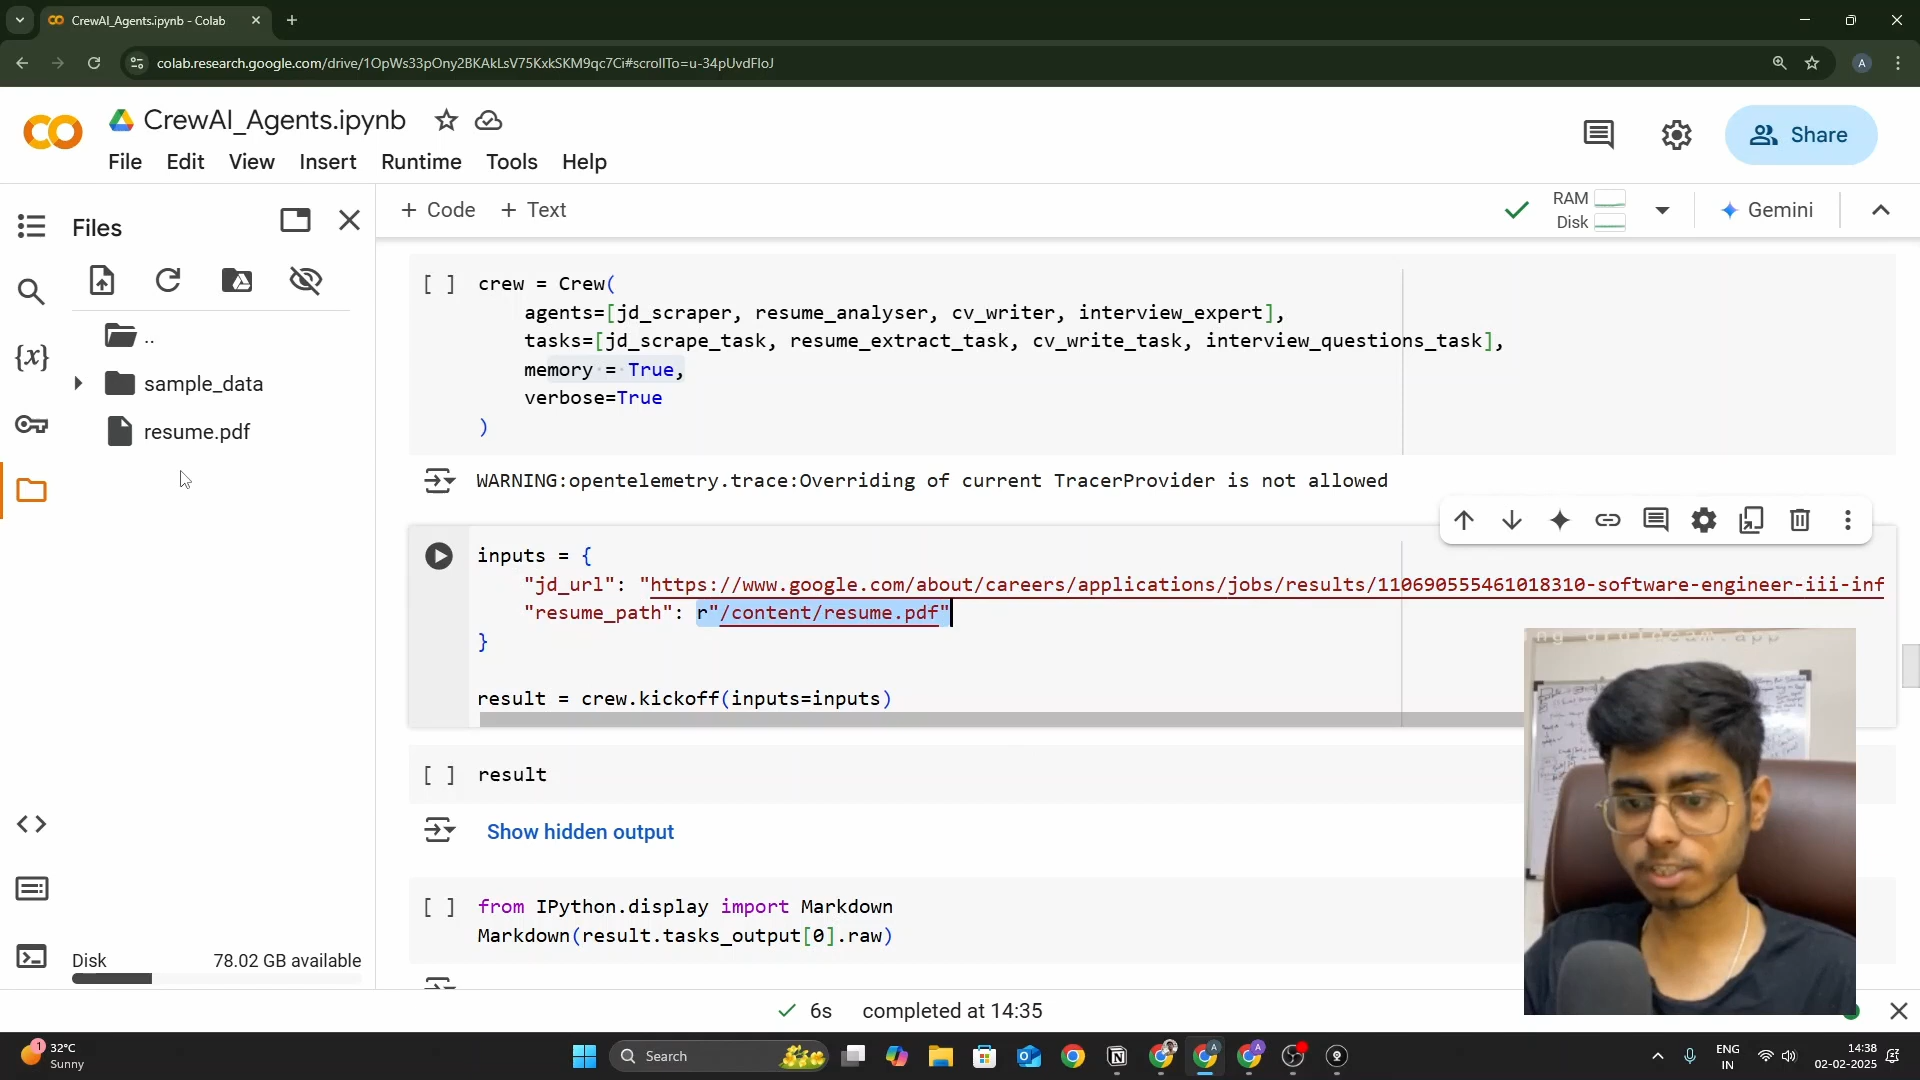 CrewAI_Agents.ipynb - Colab
colab.research.google.com/drive/1OpWs33pOny2BKAkLsV75KxkSKM9qc7Ci#scrollTo=u-34pUvdFIoJ
A
CrewAI_Agents.ipynb
File Edit View Insert Runtime Tools Help
Share
Files
+ Code + Text
RAM
Disk
Gemini
..
sample_data
resume.pdf
{x}
[ ] crew = Crew(
agents=[jd_scraper, resume_analyser, cv_writer, interview_expert],
tasks=[jd_scrape_task, resume_extract_task, cv_write_task, interview_questions_task],
memory = True,
verbose=True
)
WARNING:opentelemetry.trace:Overriding of current TracerProvider is not allowed
inputs = {
"jd_url": "https://www.google.com/about/careers/applications/jobs/results/110690555461018310-software-engineer-iii-inf
"resume_path": r"/content/resume.pdf"
}
result = crew.kickoff(inputs=inputs)
[ ] result
Show hidden output
[ ] from IPython.display import Markdown
Markdown(result.tasks_output[0].raw)
Disk 78.02 GB available
6s completed at 14:35
1
32°C
Sunny
Search
ENG
IN
14:38
02-02-2025